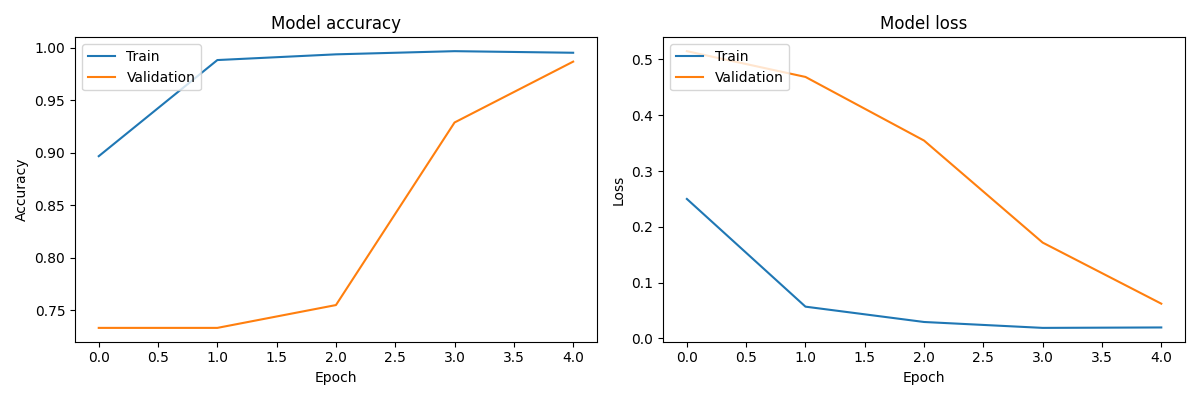 Model accuracy
Train
Validation
1.00
0.95
0.90
0.85
0.80
0.75
Accuracy
0.0 0.5 1.0 1.5 2.0 2.5 3.0 3.5 4.0
Epoch
Model loss
Train
Validation
0.5
0.4
0.3
0.2
0.1
0.0
Loss
0.0 0.5 1.0 1.5 2.0 2.5 3.0 3.5 4.0
Epoch